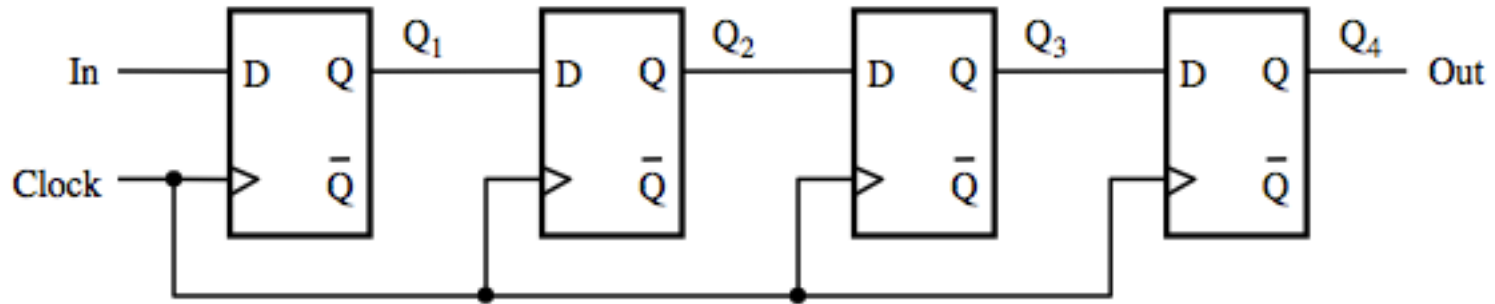 Q₁ Q₂ Q₃ Q₄
In D Q D Q D Q D Q Out
Clock Q̅ Q̅ Q̅ Q̅